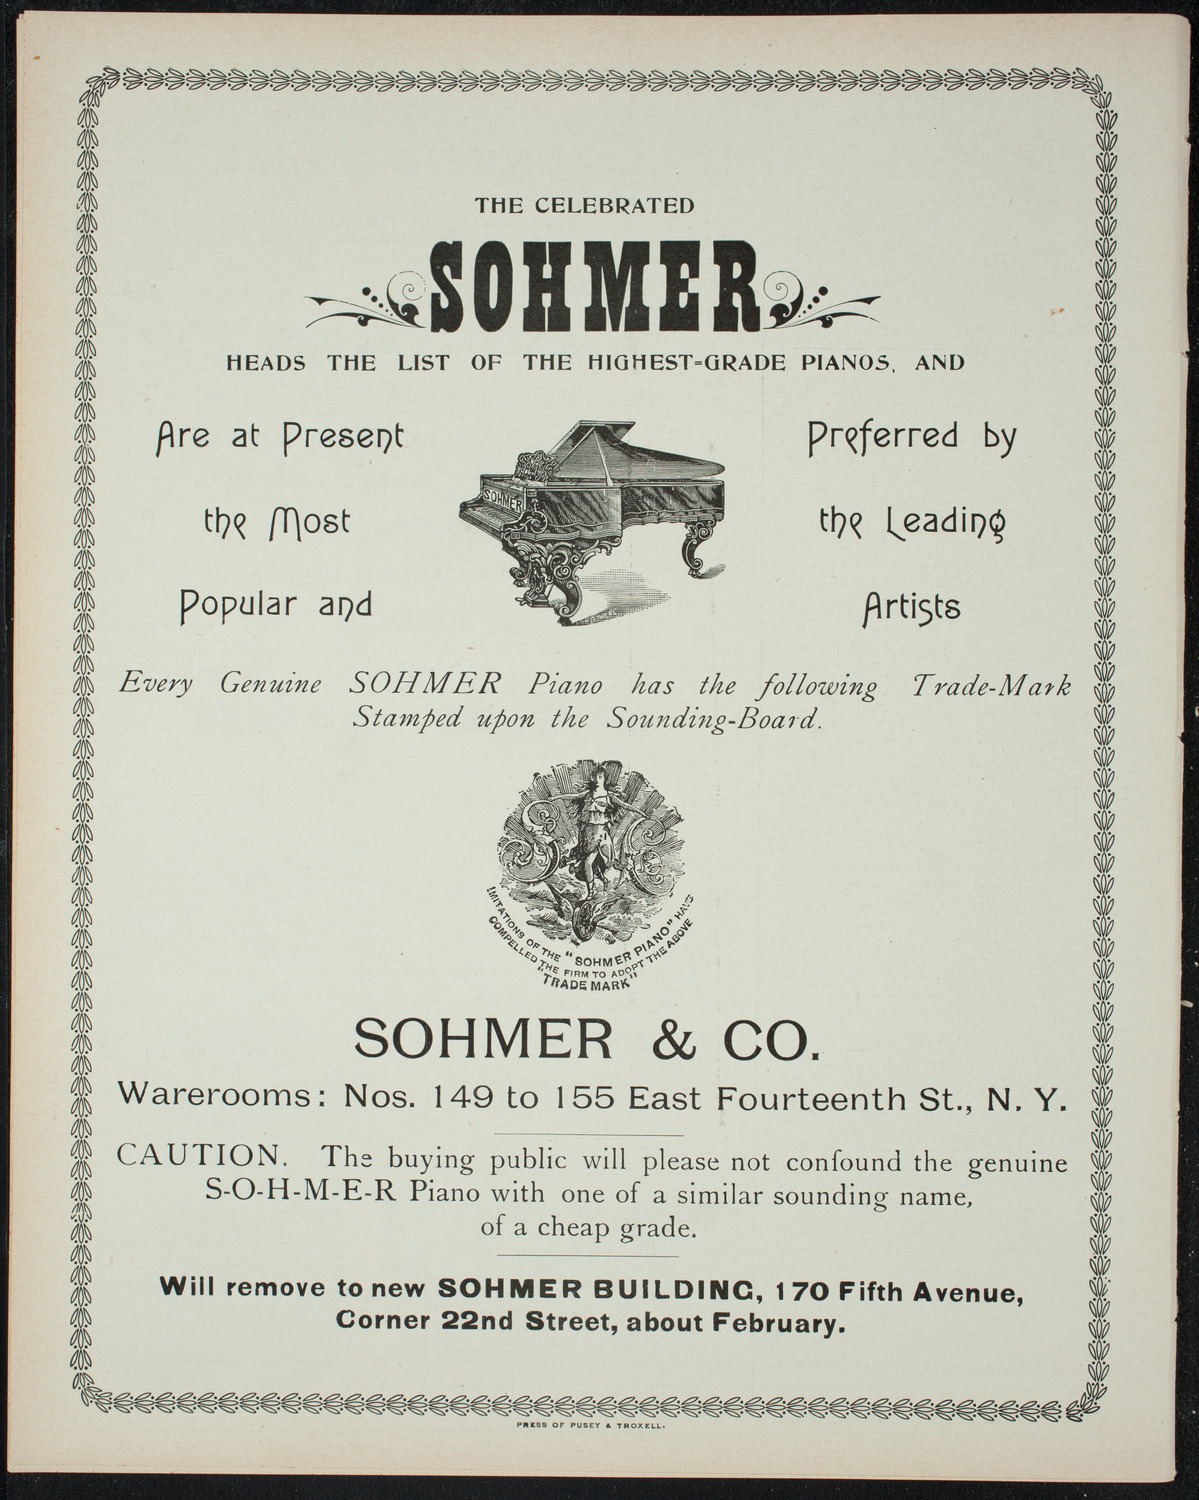 THE CELEBRATED
SOHMER
HEADS THE LIST OF THE HIGHEST-GRADE PIANOS, AND
Are at Present
the Most
Popular and
SOHMER
Preferred by
the Leading
Artists
Every Genuine SOHMER Piano has the following Trade-Mark
Stamped upon the Sounding-Board.
IMITATIONS OF THE "SOHMER PIANO" HAVE
COMPELLED THE FIRM TO ADOPT THE ABOVE
"TRADE MARK"
SOHMER & CO.
Warerooms: Nos. 149 to 155 East Fourteenth St., N. Y.
CAUTION. The buying public will please not confound the genuine
S-O-H-M-E-R Piano with one of a similar sounding name,
of a cheap grade.
Will remove to new SOHMER BUILDING, 170 Fifth Avenue,
Corner 22nd Street, about February.
PRESS OF PUSEY & TROXELL.